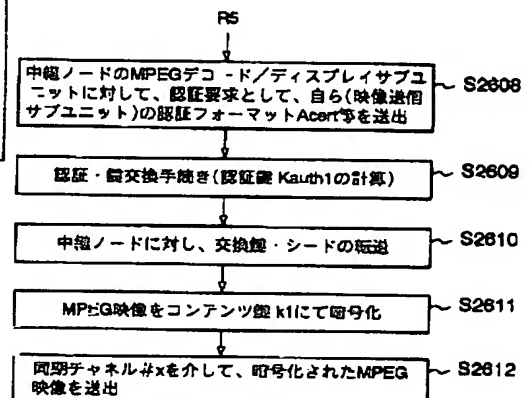 R5
中継ノードのMPEGデコード/ディスプレイサブユ
ニットに対して、認証要求として、自ら(映像送信
サブユニット)の認証フォーマットAcert等を送出
S2608
認証・鍵交換手続き(認証鍵 Kauth1の計算)
S2609
中継ノードに対し、交換鍵・シードの転送
S2610
MPEG映像をコンテンツ鍵 k1にて暗号化
S2611
同期チャネル#xを介して、暗号化されたMPEG
映像を送出
S2612